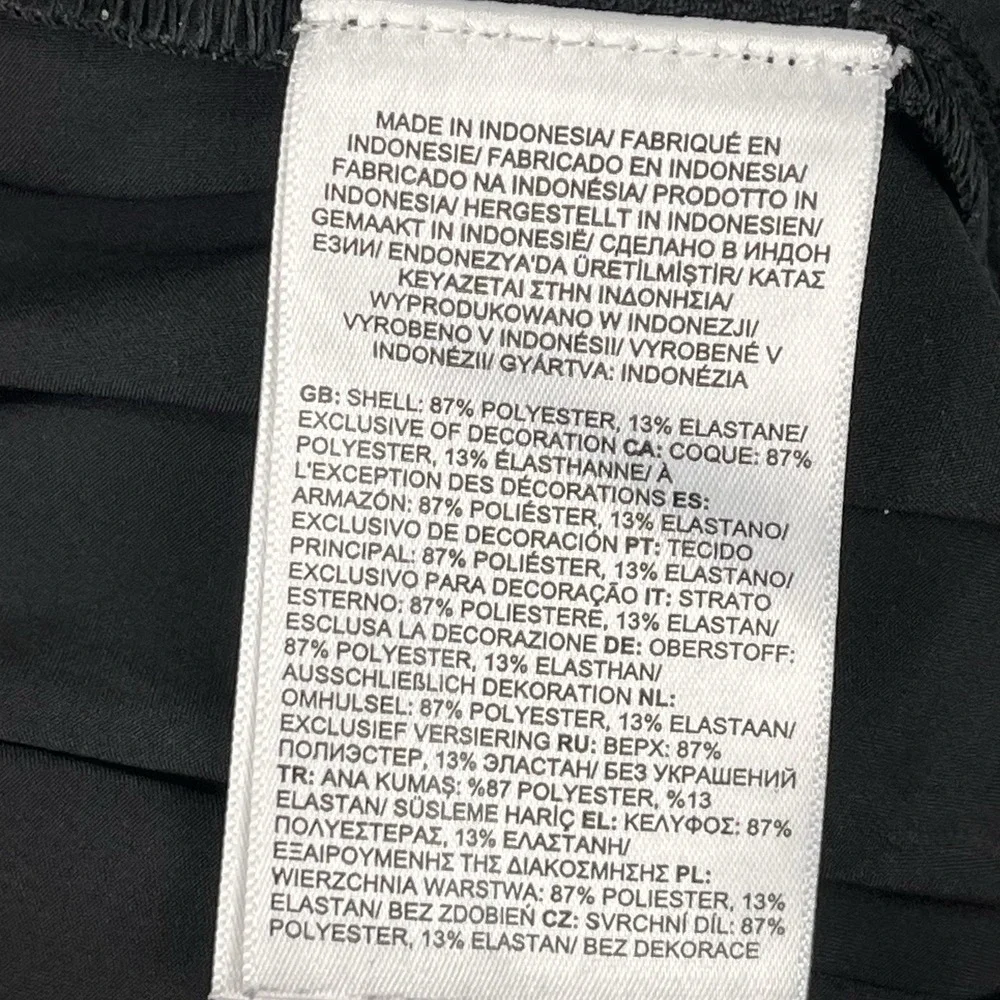 MADE IN INDONESIA/ FABRIQUÉ EN
INDONESIE/ FABRICADO EN INDONESIA/
FABRICADO NA INDONÉSIA/ PRODOTTO IN
INDONESIA/ HERGESTELLT IN INDONESIEN/
GEMAAKT IN INDONESIË/ СДЕЛАНО В ИНДОН
ЕЗИИ/ ENDONEZYA'DA ÜRETİLMİŞTİR/ ΚΑΤΑΣ
ΚΕΥΑΖΕΤΑΙ ΣΤΗΝ ΙΝΔΟΝΗΣΙΑ/
WYPRODUKOWANO W INDONEZJI/
VYROBENO V INDONÉSII/ VYROBENÉ V
INDONÉZII/ GYÁRTVA: INDONÉZIA
GB: SHELL: 87% POLYESTER, 13% ELASTANE/
EXCLUSIVE OF DECORATION CA: COQUE: 87%
POLYESTER, 13% ÉLASTHANNE/ À
L'EXCEPTION DES DÉCORATIONS ES:
ARMAZÓN: 87% POLIÉSTER, 13% ELASTANO/
EXCLUSIVO DE DECORACIÓN PT: TECIDO
PRINCIPAL: 87% POLIÉSTER, 13% ELASTANO/
EXCLUSIVO PARA DECORAÇÃO IT: STRATO
ESTERNO: 87% POLIESTERE, 13% ELASTAN/
ESCLUSA LA DECORAZIONE DE: OBERSTOFF:
87% POLYESTER, 13% ELASTHAN/
AUSSCHLIEßLICH DEKORATION NL:
OMHULSEL: 87% POLYESTER, 13% ELASTAAN/
EXCLUSIEF VERSIERING RU: ВЕРХ: 87%
ПОЛИЭСТЕР, 13% ЭЛАСТАН/ БЕЗ УКРАШЕНИЙ
TR: ANA KUMAŞ: %87 POLYESTER, %13
ELASTAN/ SÜSLEME HARİÇ EL: ΚΕΛΥΦΟΣ: 87%
ΠΟΛΥΕΣΤΕΡΑΣ, 13% ΕΛΑΣΤΑΝΗ/
ΕΞΑΙΡΟΥΜΕΝΗΣ ΤΗΣ ΔΙΑΚΟΣΜΗΣΗΣ PL:
WIERZCHNIA WARSTWA: 87% POLIESTER, 13%
ELASTAN/ BEZ ZDOBIEŃ CZ: SVRCHNÍ DÍL: 87%
POLYESTER, 13% ELASTAN/ BEZ DEKORACE